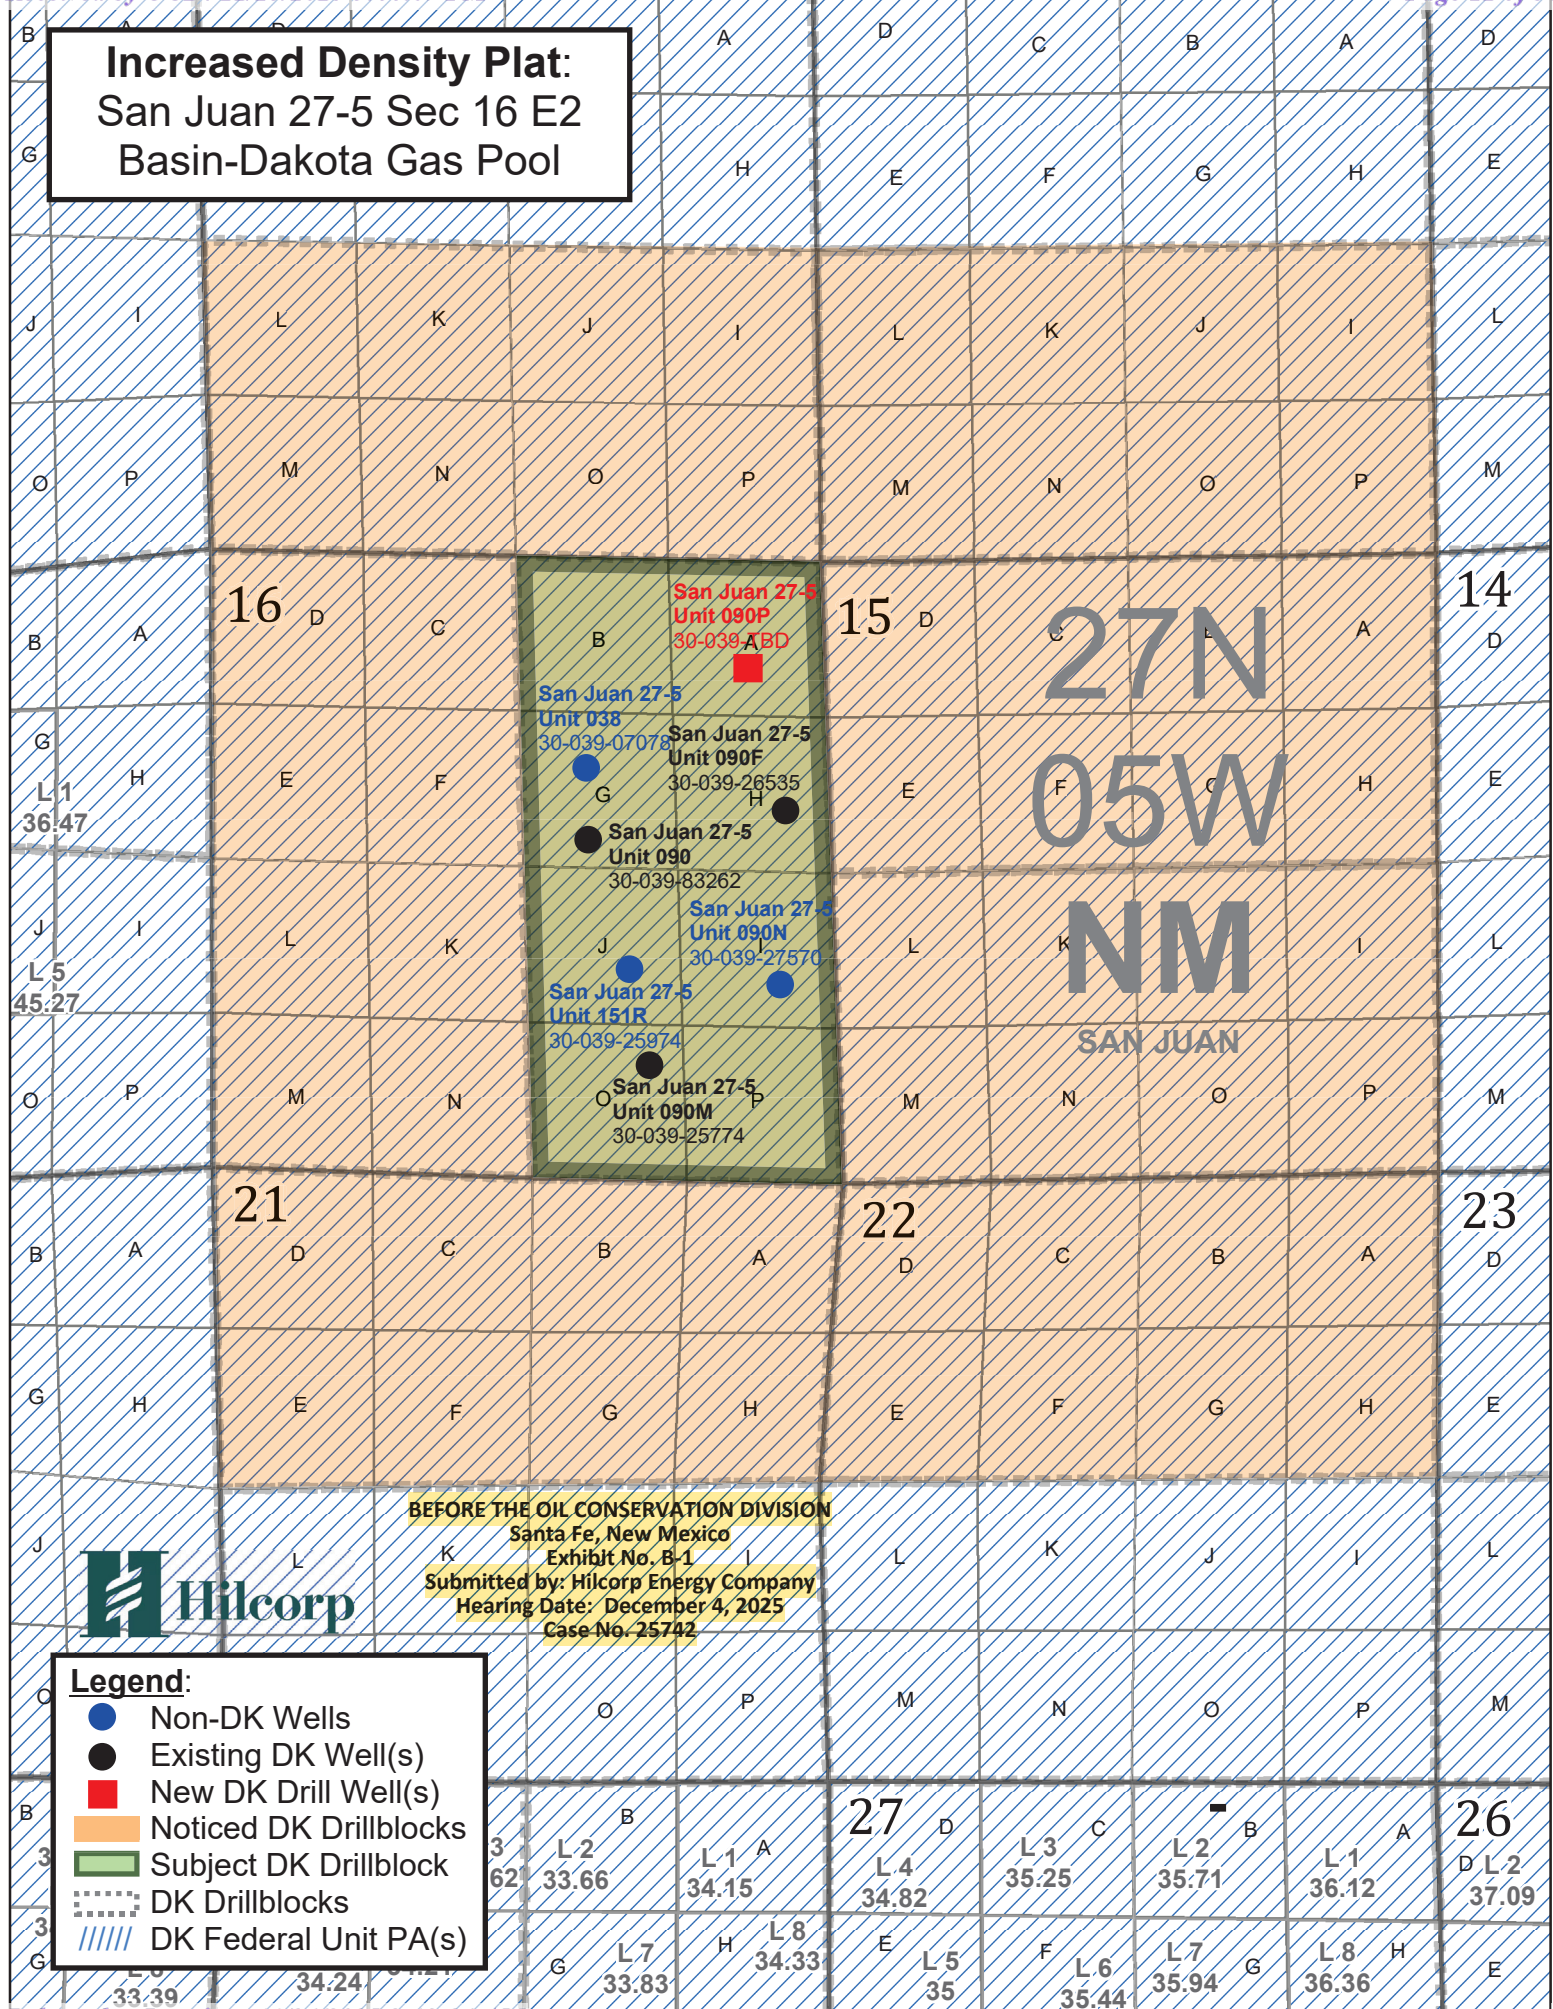 Increased Density Plat:
San Juan 27-5 Sec 16 E2
Basin-Dakota Gas Pool
B D C B A D
A
G H E F G H E
J I L K J I L K J I L
O P M N O P M N O P M
16 15 14
B A D C B A D C A D
San Juan 27-5
Unit 090P
30-039-TBD
27N
San Juan 27-5
Unit 038
30-039-07078
San Juan 27-5
Unit 090F
30-039-26535
G H E F G H E F G H E
05W
L 1
36.47
San Juan 27-5
Unit 090
30-039-83262
San Juan 27-5
Unit 090N
30-039-27570
J I L K J I L K I L
NM
L 5
45.27
San Juan 27-5
Unit 151R
30-039-25974
SAN JUAN
San Juan 27-5
Unit 090M
30-039-25774
O P M N O P M N O P M
21 22 23
B A D C B A D C B A D
G H E F G H E F G H E
BEFORE THE OIL CONSERVATION DIVISION
Santa Fe, New Mexico
Exhibit No. B-1
Submitted by: Hilcorp Energy Company
Hearing Date: December 4, 2025
Case No. 25742
J L K J I L K J I L
Hilcorp
O O P M N O P M
Legend:
Non-DK Wells
Existing DK Well(s)
New DK Drill Well(s)
Noticed DK Drillblocks
Subject DK Drillblock
DK Drillblocks
DK Federal Unit PA(s)
27 26
B B A D C B A D
L 2
33.66
L 1
34.15
L 4
34.82
L 3
35.25
L 2
35.71
L 1
36.12
L 2
37.09
G G H E F G H E
33.39
34.24
L 7
33.83
L 8
34.33
L 5
35
L 6
35.44
L 7
35.94
L 8
36.36